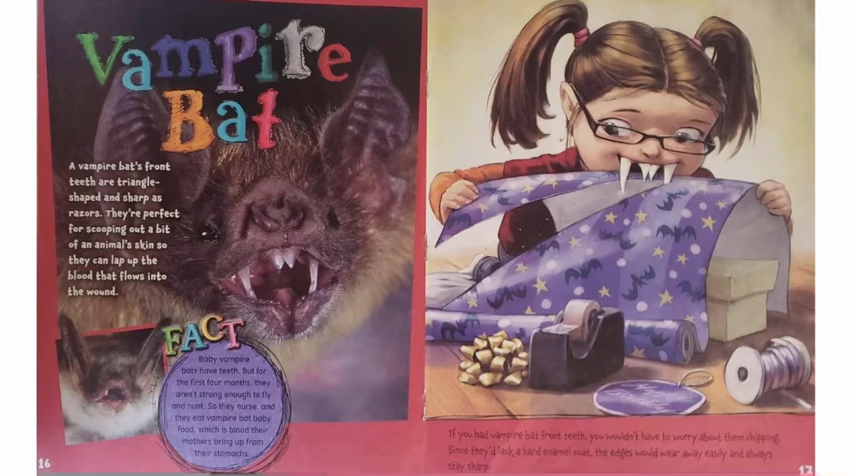 Vampire
Bat
A vampire bat's front
teeth are triangle-
shaped and sharp as
razors. They're perfect
for scooping out a bit
of an animal's skin so
they can lap up the
blood that flows into
the wound.
FACT
Baby vampire
bats have teeth. But for
the first four months, they
aren't strong enough to fly
and hunt. So they nurse, and
they eat vampire bat baby
food, which is blood their
mothers bring up from
their stomachs.
16
If you had vampire bat front teeth, you wouldn't have to worry about them chipping.
Since they'd lack a hard enamel coat, the edges would wear away easily and always
stay sharp.
17